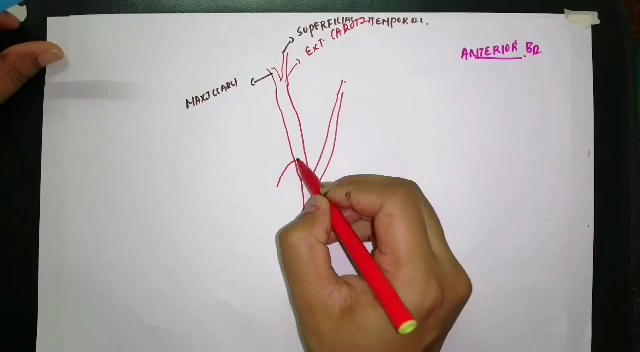 SUPERFICIAL TEMPORAL
EXT. CAROTID
ANTERIOR. BR
MAXILLARY